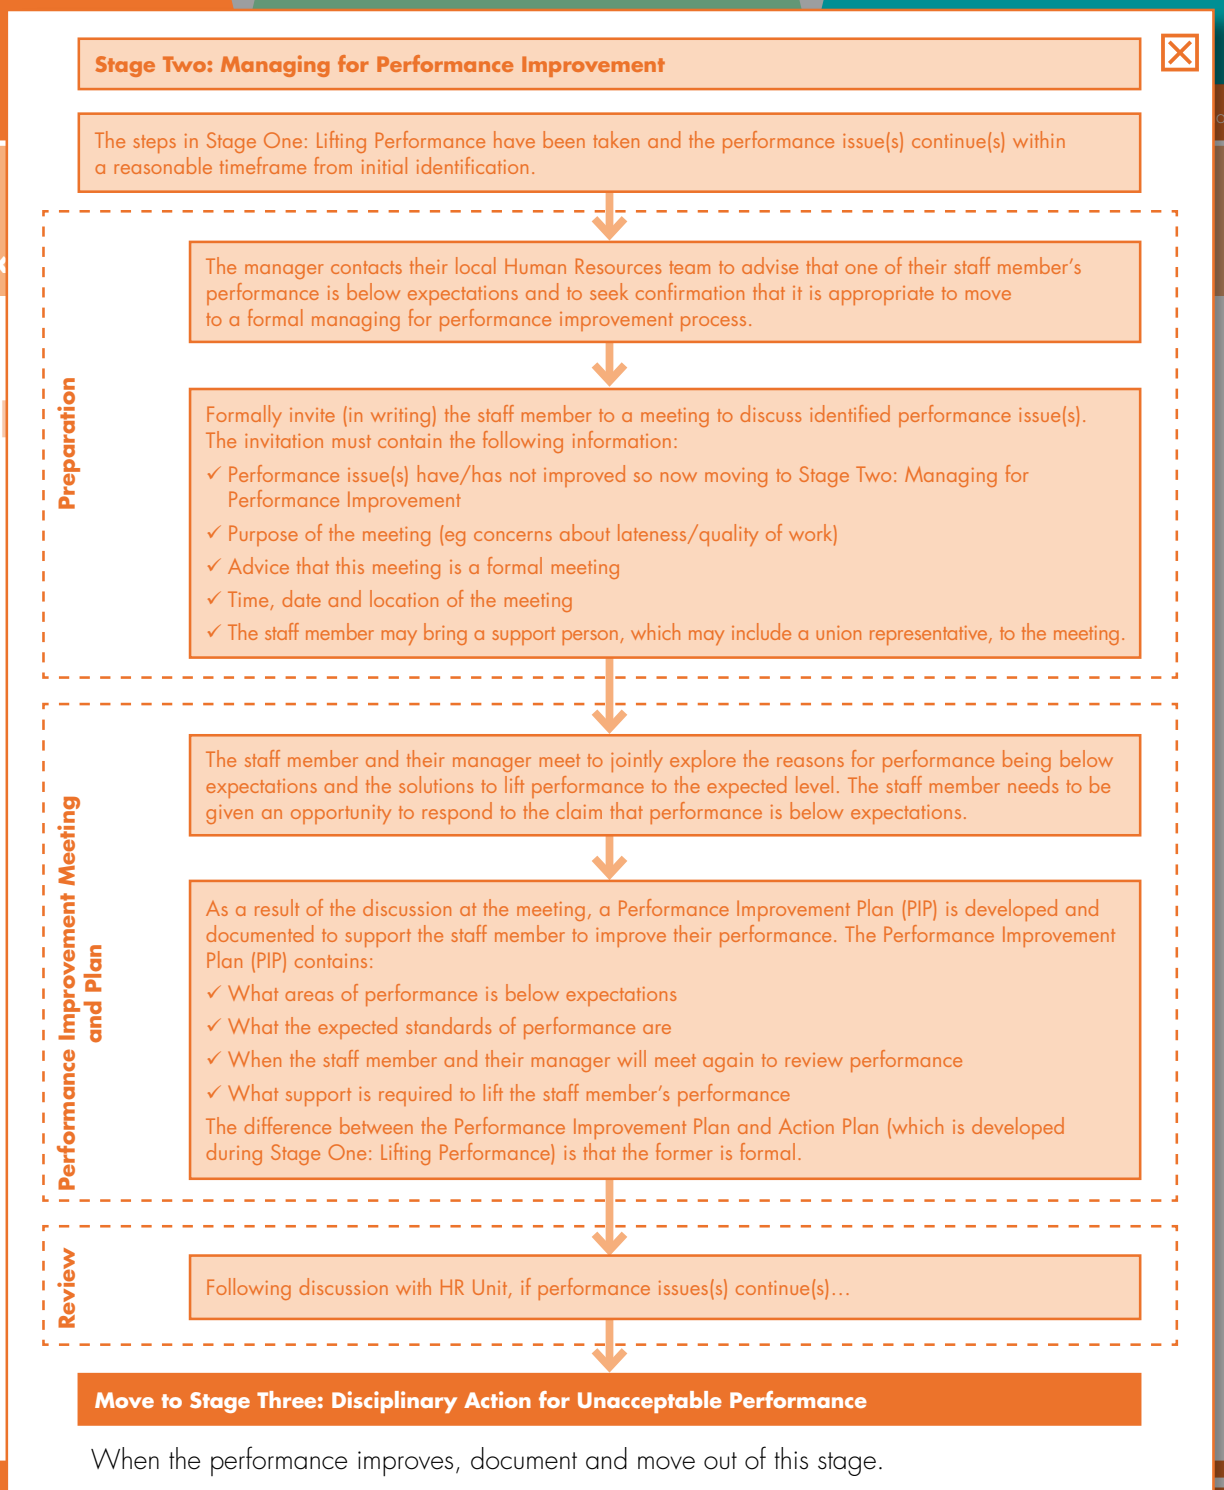 Stage Two: Managing for Performance Improvement
The steps in Stage One: Lifting Performance have been taken and the performance issue(s) continue(s) within
a reasonable timeframe from initial identification.
Preparation
The manager contacts their local Human Resources team to advise that one of their staff member's
performance is below expectations and to seek confirmation that it is appropriate to move
to a formal managing for performance improvement process.
Formally invite (in writing) the staff member to a meeting to discuss identified performance issue(s).
The invitation must contain the following information:
✓ Performance issue(s) have/has not improved so now moving to Stage Two: Managing for
Performance Improvement
✓ Purpose of the meeting (eg concerns about lateness/quality of work)
✓ Advice that this meeting is a formal meeting
✓ Time, date and location of the meeting
✓ The staff member may bring a support person, which may include a union representative, to the meeting.
Performance Improvement Meeting
and Plan
The staff member and their manager meet to jointly explore the reasons for performance being below
expectations and the solutions to lift performance to the expected level. The staff member needs to be
given an opportunity to respond to the claim that performance is below expectations.
As a result of the discussion at the meeting, a Performance Improvement Plan (PIP) is developed and
documented to support the staff member to improve their performance. The Performance Improvement
Plan (PIP) contains:
✓ What areas of performance is below expectations
✓ What the expected standards of performance are
✓ When the staff member and their manager will meet again to review performance
✓ What support is required to lift the staff member's performance
The difference between the Performance Improvement Plan and Action Plan (which is developed
during Stage One: Lifting Performance) is that the former is formal.
Review
Following discussion with HR Unit, if performance issues(s) continue(s)...
Move to Stage Three: Disciplinary Action for Unacceptable Performance
When the performance improves, document and move out of this stage.